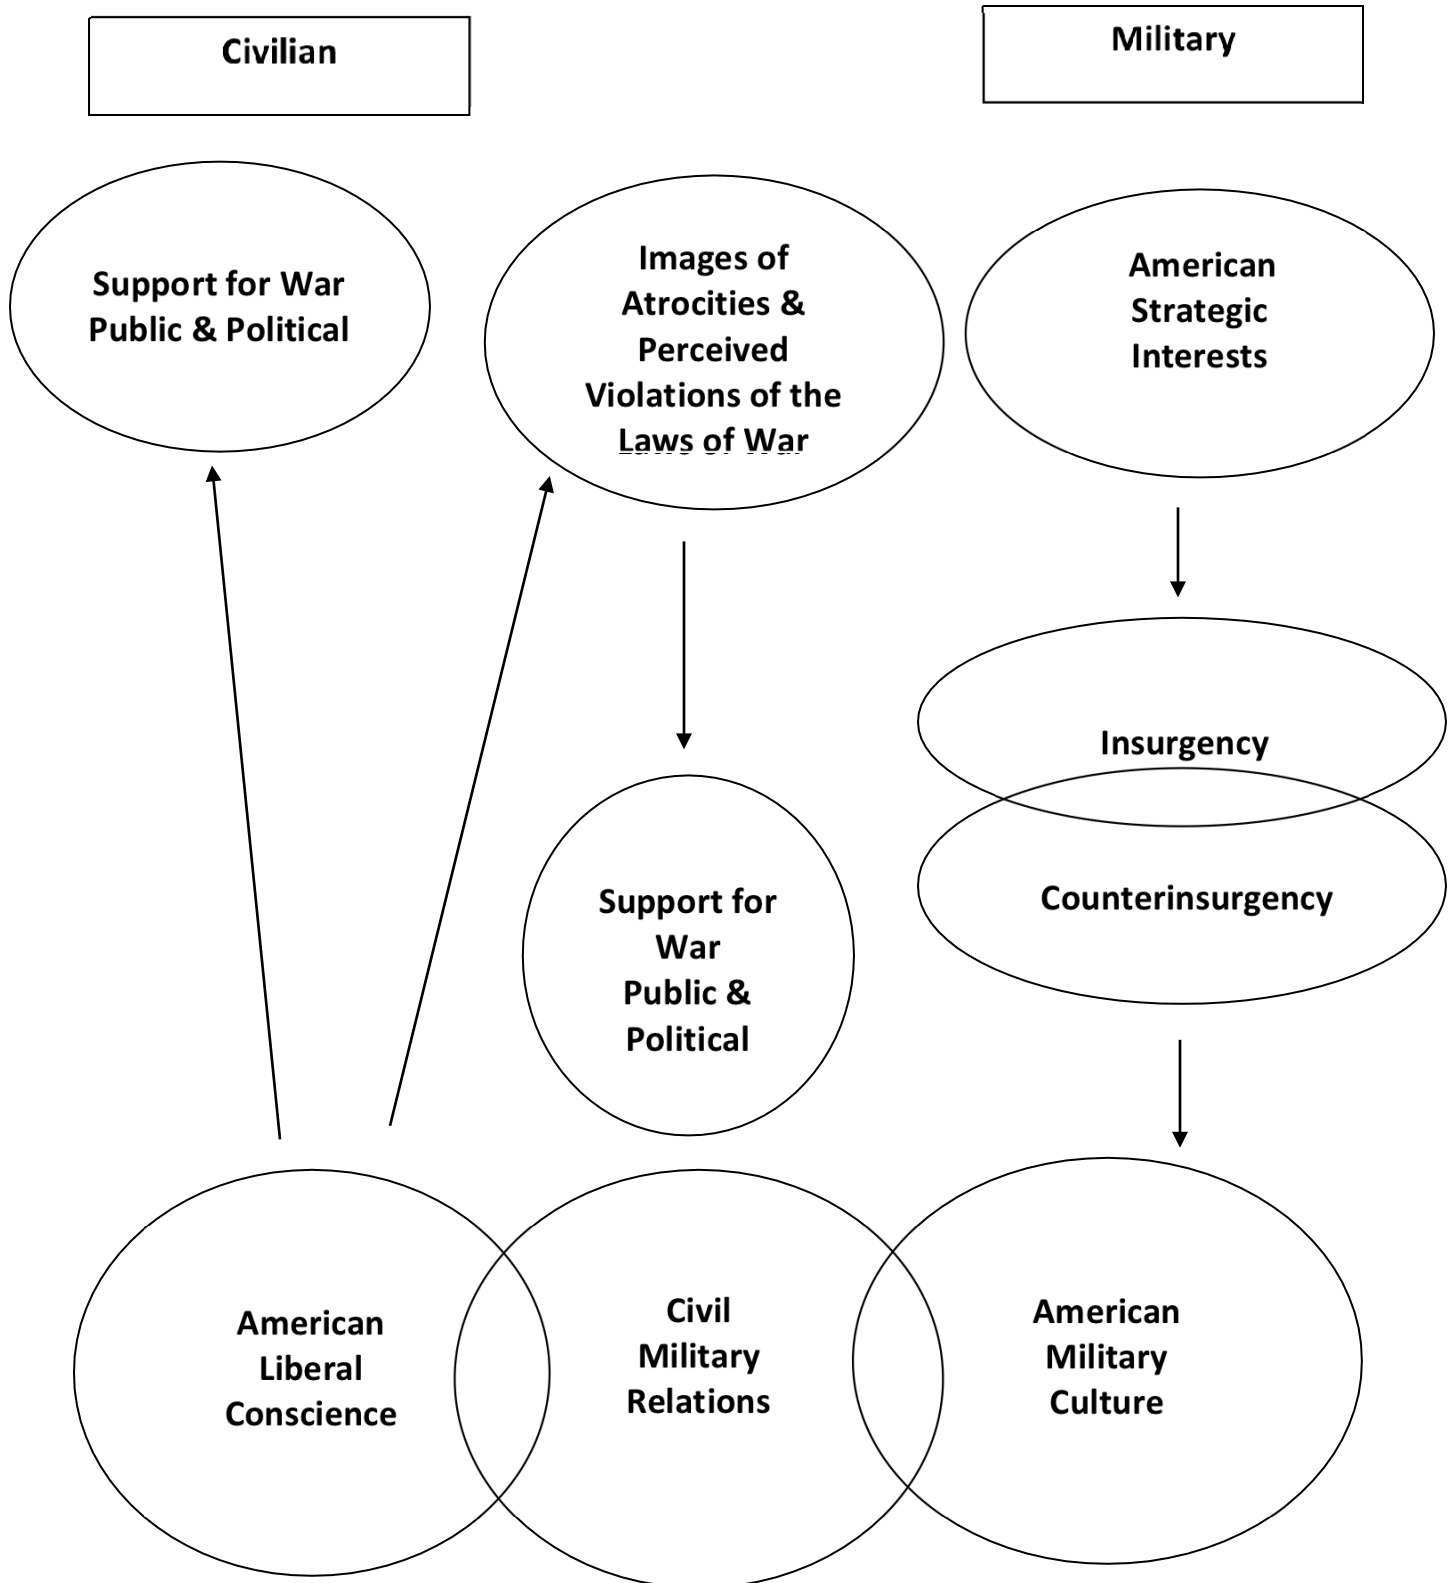 Civilian
Military
Support for War
Public & Political
Images of
Atrocities &
Perceived
Violations of the
Laws of War
American
Strategic
Interests
Insurgency
Counterinsurgency
Support for
War
Public &
Political
American
Liberal
Conscience
Civil
Military
Relations
American
Military
Culture